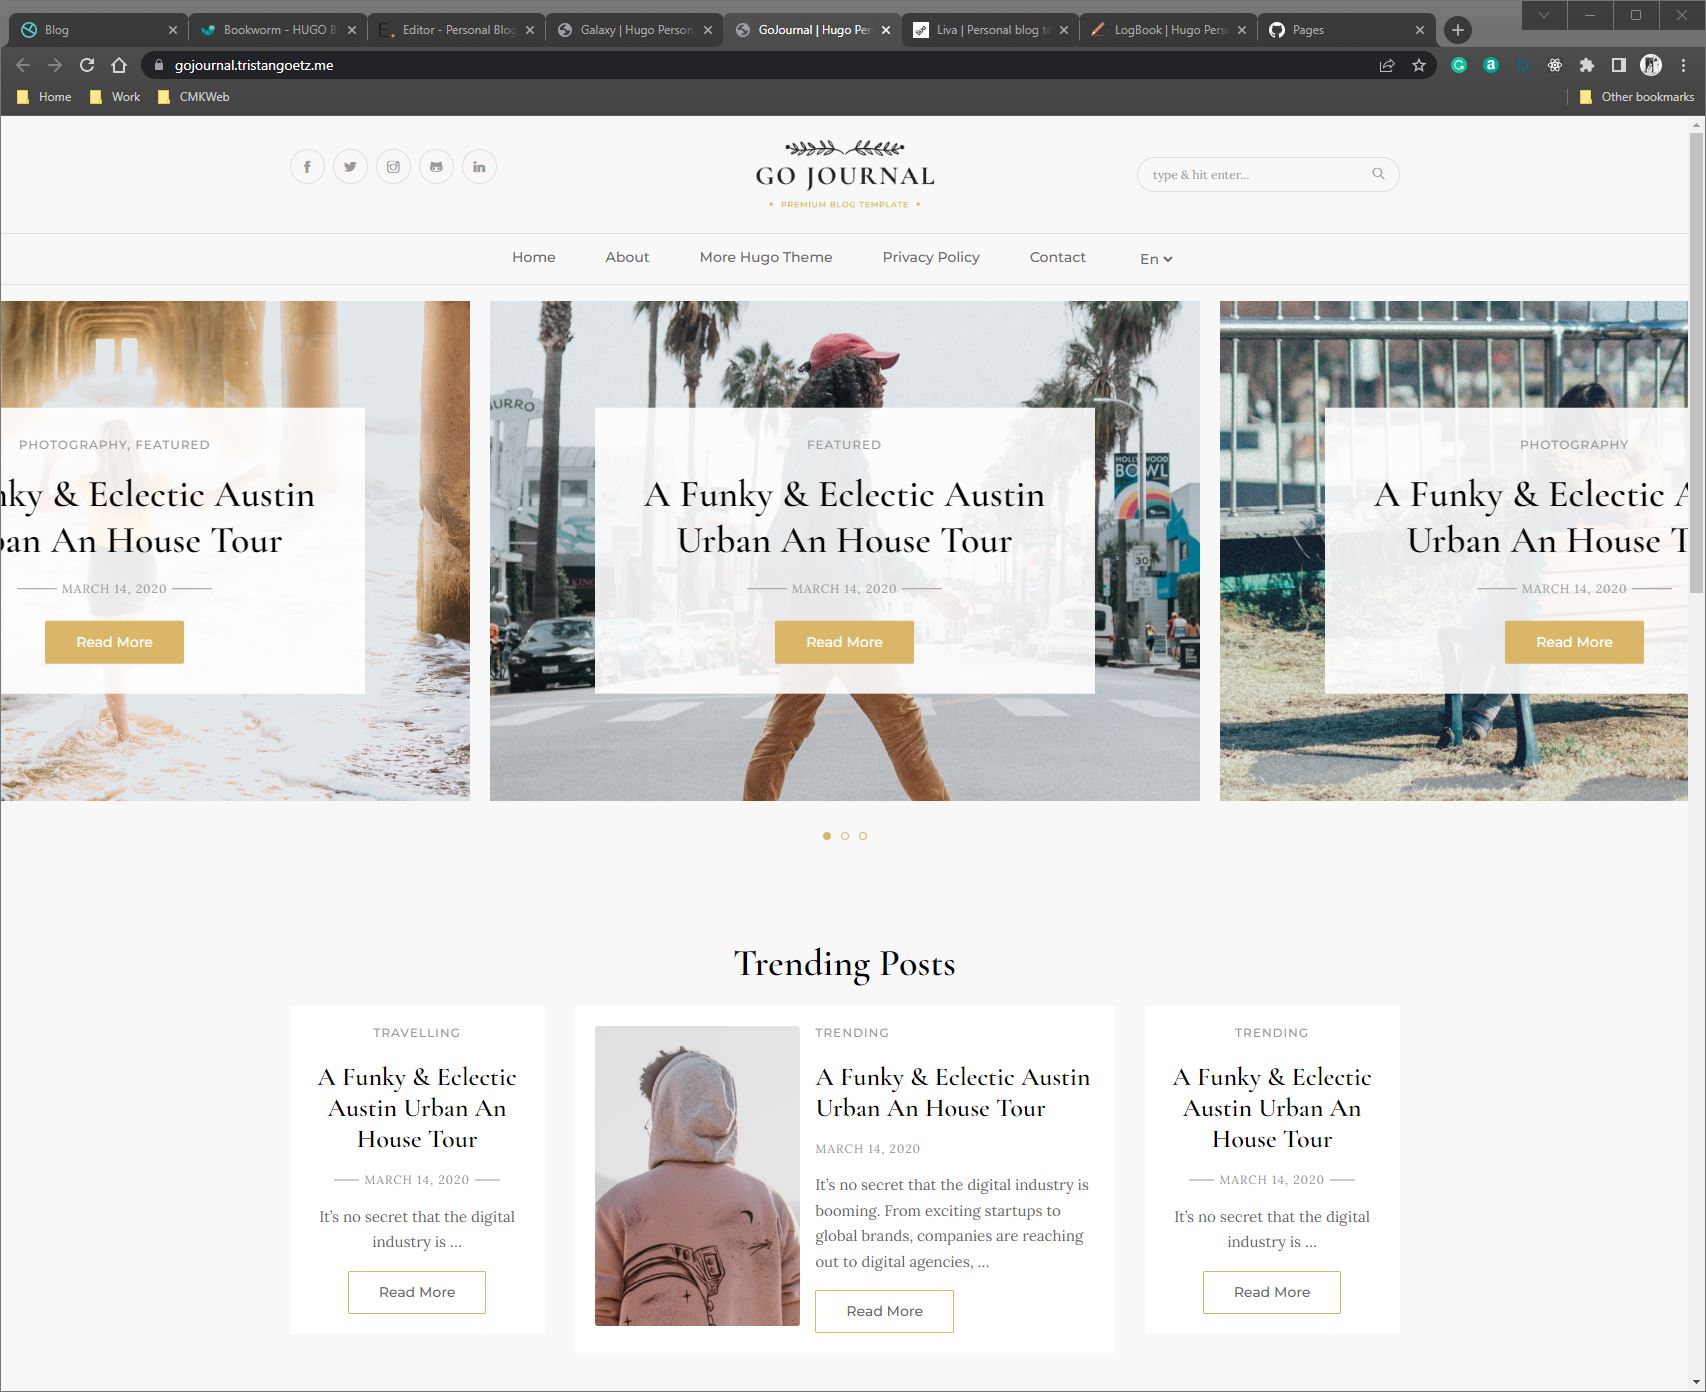 Blog
Bookworm - HUGO B
Editor - Personal Blog
Galaxy | Hugo Person
GoJournal | Hugo Per
Liva | Personal blog te
LogBook | Hugo Pers
Pages
gojournal.tristangoetz.me
Home
Work
CMKWeb
Other bookmarks
GO JOURNAL
PREMIUM BLOG TEMPLATE
type & hit enter...
Home
About
More Hugo Theme
Privacy Policy
Contact
En
PHOTOGRAPHY, FEATURED
nky & Eclectic Austin
ban An House Tour
MARCH 14, 2020
Read More
BURRO
HOLLYWOOD
BOWL
LIMIT
30
FEATURED
A Funky & Eclectic Austin
Urban An House Tour
MARCH 14, 2020
Read More
PHOTOGRAPHY
A Funky & Eclectic A
Urban An House T
MARCH 14, 2020
Read More
Trending Posts
TRAVELLING
A Funky & Eclectic
Austin Urban An
House Tour
MARCH 14, 2020
It's no secret that the digital
industry is ...
Read More
TRENDING
A Funky & Eclectic Austin
Urban An House Tour
MARCH 14, 2020
It's no secret that the digital industry is
booming. From exciting startups to
global brands, companies are reaching
out to digital agencies, ...
Read More
TRENDING
A Funky & Eclectic
Austin Urban An
House Tour
MARCH 14, 2020
It's no secret that the digital
industry is ...
Read More